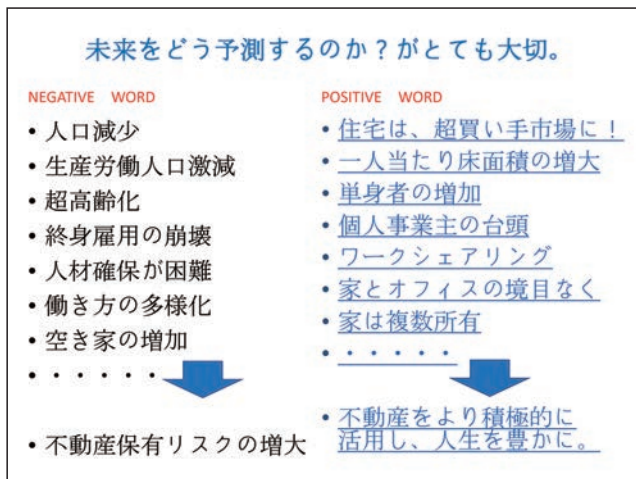 未来をどう予測するのか？がとても大切。
NEGATIVE WORD
• 人口減少
• 生産労働人口激減
• 超高齢化
• 終身雇用の崩壊
• 人材確保が困難
• 働き方の多様化
• 空き家の増加
• ・・・・・・
• 不動産保有リスクの増大
POSITIVE WORD
• 住宅は、超買い手市場に！
• 一人当たり床面積の増大
• 単身者の増加
• 個人事業主の台頭
• ワークシェアリング
• 家とオフィスの境目なく
• 家は複数所有
• ・・・・・
• 不動産をより積極的に
活用し、人生を豊かに。